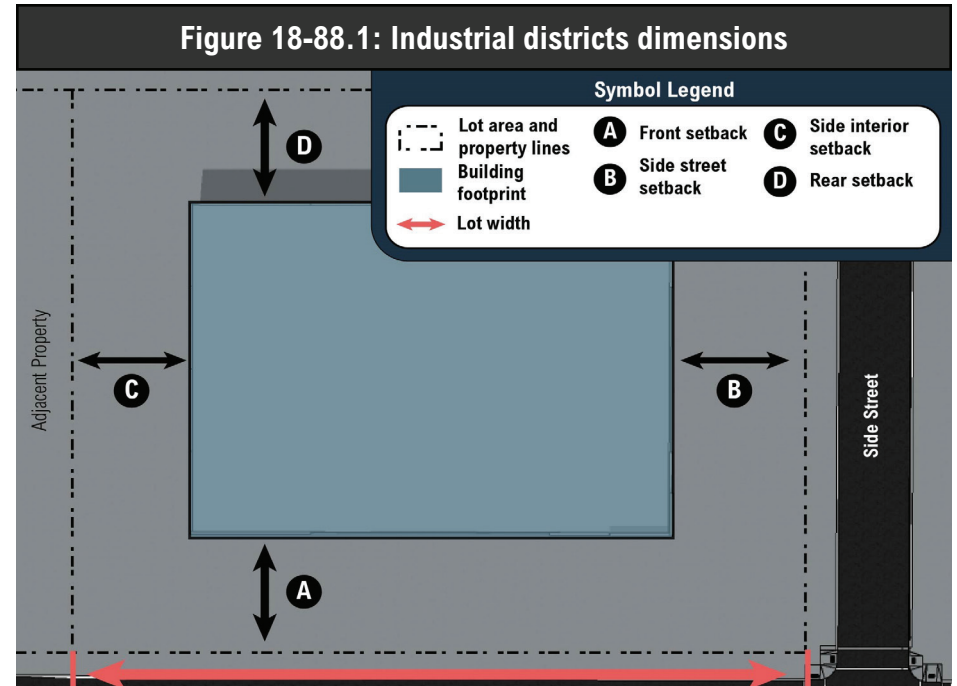 Figure 18-88.1: Industrial districts dimensions
Symbol Legend
Lot area and
property lines
Building
footprint
Lot width
A Front setback
B Side street
setback
C Side interior
setback
D Rear setback
D
Adjacent Property
C
B
Side Street
A